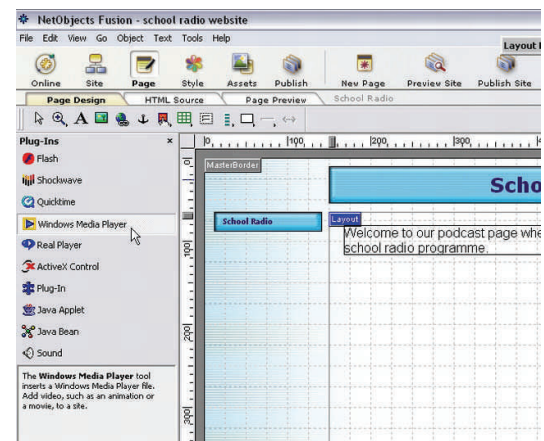 NetObjects Fusion - school radio website
File Edit View Go Object Text Tools Help
Layout
Online Site Page Style Assets Publish New Page Preview Site Publish Site
Page Design HTML Source Page Preview School Radio
A
Plug-Ins x
0 100 200 300
Flash
Shockwave
Quicktime
Windows Media Player
Real Player
ActiveX Control
Plug-In
Java Applet
Java Bean
Sound
The Windows Media Player tool
inserts a Windows Media Player file.
Add video, such as an animation or
a movie, to a site.
0
100
200
300
MasterBorder
Scho
School Radio
Layout
Welcome to our podcast page whe
school radio programme.